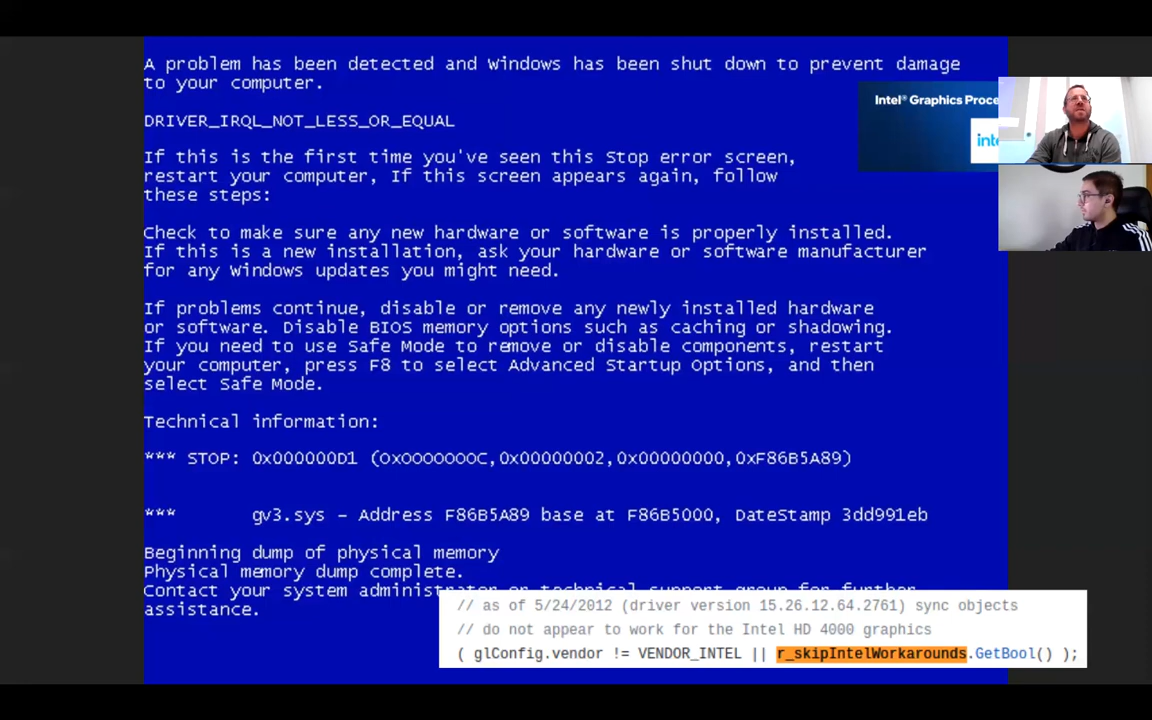 A problem has been detected and Windows has been shut down to prevent damage
to your computer.
DRIVER_IRQL_NOT_LESS_OR_EQUAL
Intel® Graphics Proce
inte
If this is the first time you've seen this Stop error screen,
restart your computer, If this screen appears again, follow
these steps:
Check to make sure any new hardware or software is properly installed.
If this is a new installation, ask your hardware or software manufacturer
for any Windows updates you might need.
If problems continue, disable or remove any newly installed hardware
or software. Disable BIOS memory options such as caching or shadowing.
If you need to use Safe Mode to remove or disable components, restart
your computer, press F8 to select Advanced Startup Options, and then
select Safe Mode.
Technical information:
*** STOP: 0x000000D1 (0x0000000C,0x00000002,0x00000000,0xF86B5A89)
*** gv3.sys – Address F86B5A89 base at F86B5000, DateStamp 3dd991eb
Beginning dump of physical memory
Physical memory dump complete.
Contact your system administrator or technical support group for further
assistance.
// as of 5/24/2012 (driver version 15.26.12.64.2761) sync objects
// do not appear to work for the Intel HD 4000 graphics
( glConfig.vendor != VENDOR_INTEL || r_skipIntelWorkarounds.GetBool() );